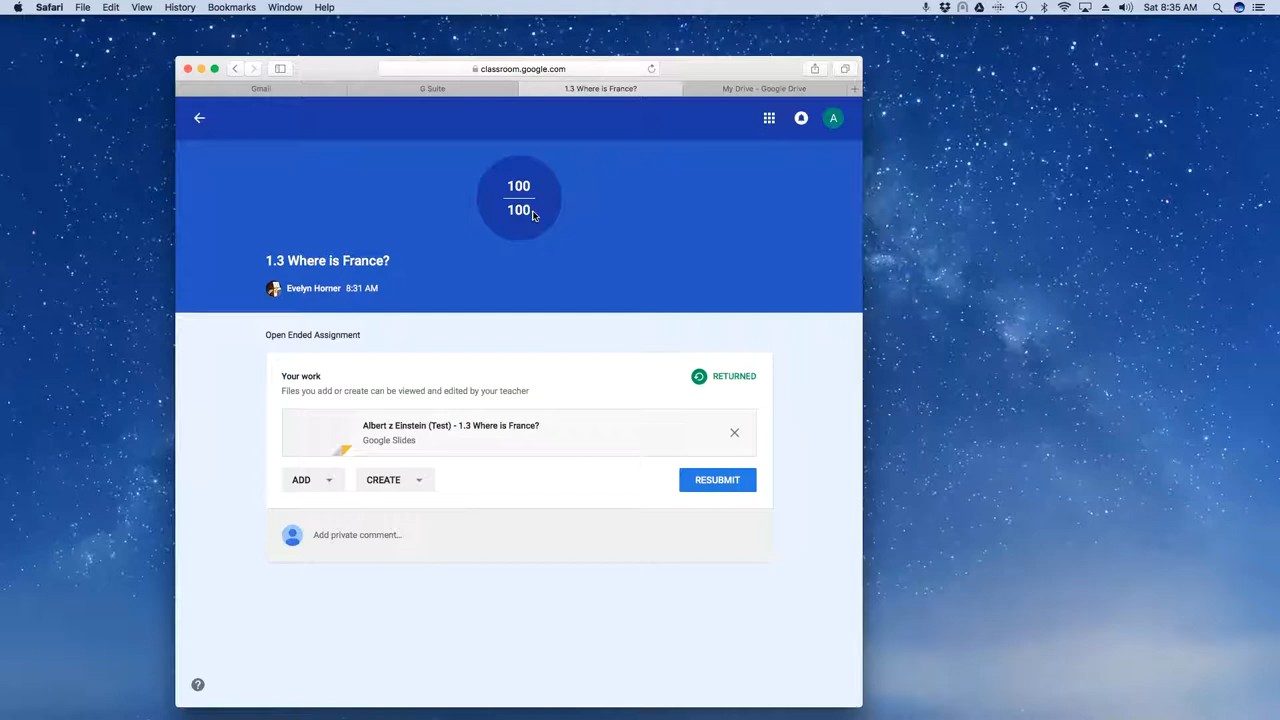 Safari File Edit View History Bookmarks Window Help Sat 8:35 AM
classroom.google.com
Gmail G Suite 1.3 Where is France? My Drive - Google Drive
A
100
100
1.3 Where is France?
Evelyn Horner 8:31 AM
Open Ended Assignment
Your work RETURNED
Files you add or create can be viewed and edited by your teacher
Albert z Einstein (Test) - 1.3 Where is France?
Google Slides
ADD CREATE RESUBMIT
Add private comment...
?